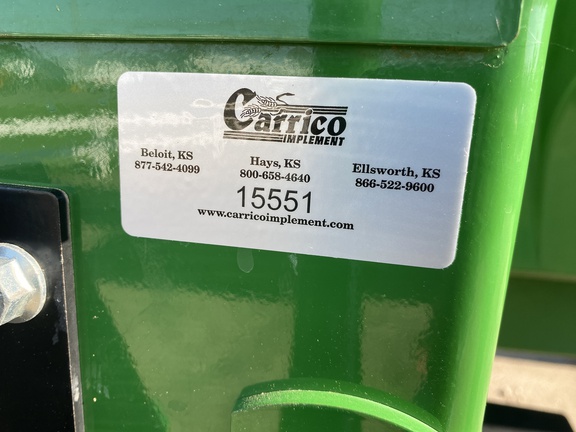 Carrico
IMPLEMENT
Beloit, KS
877-542-4099
Hays, KS
800-658-4640
Ellsworth, KS
866-522-9600
15551
www.carricoimplement.com